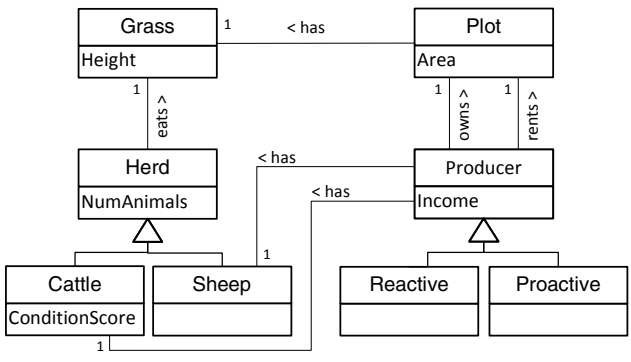 Grass
1
< has
Plot
Height
Area
1
eats >
1
owns >
1
rents >
Herd
< has
Producer
NumAnimals
< has
Income
1
Cattle
Sheep
Reactive
Proactive
ConditionScore
1